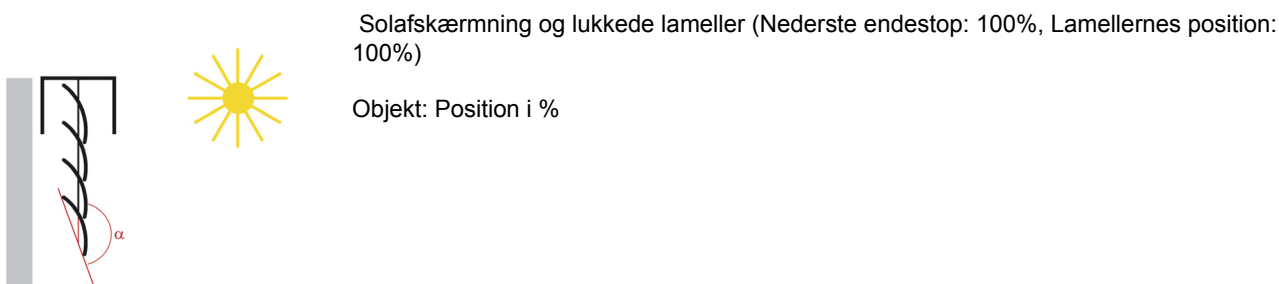 Solafskærmning og lukkede lameller (Nederste endestop: 100%, Lamellernes position:
100%)
Objekt: Position i %
α